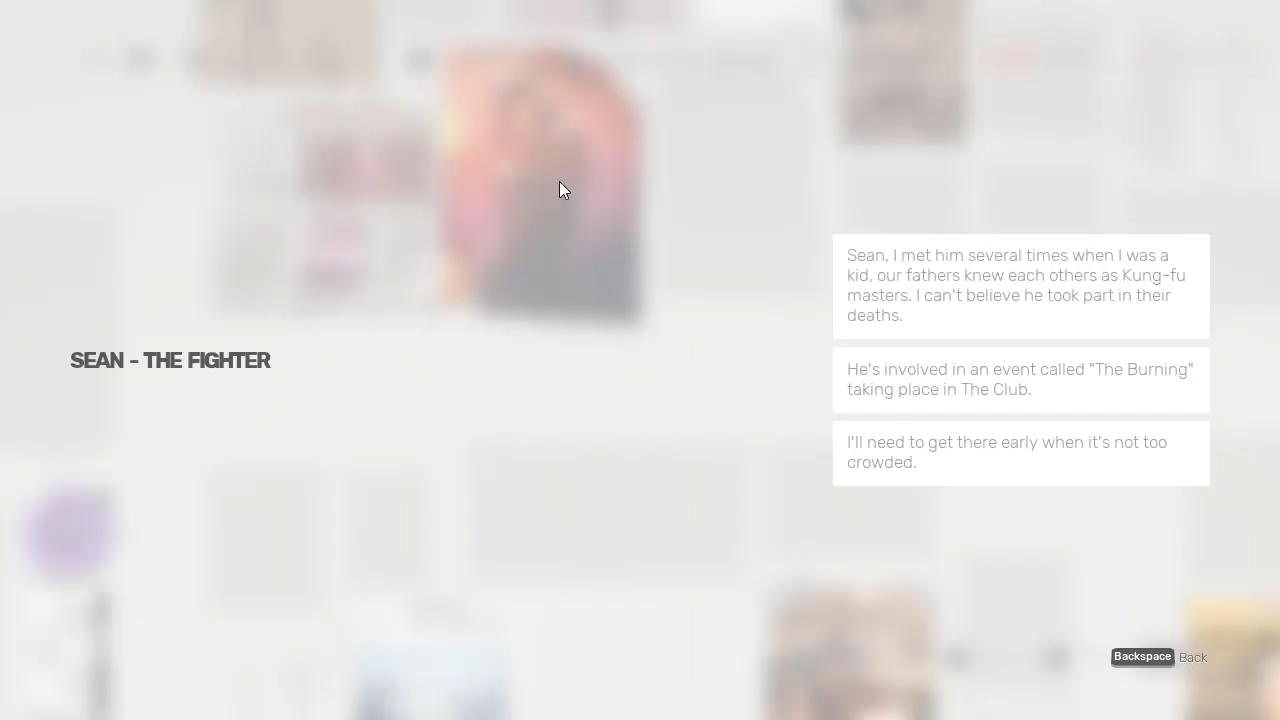 Sean, I met him several times when I was a
kid, our fathers knew each others as Kung-fu
masters. I can't believe he took part in their
deaths.
SEAN - THE FIGHTER
He's involved in an event called "The Burning"
taking place in The Club.
I'll need to get there early when it's not too
crowded.
Backspace Back